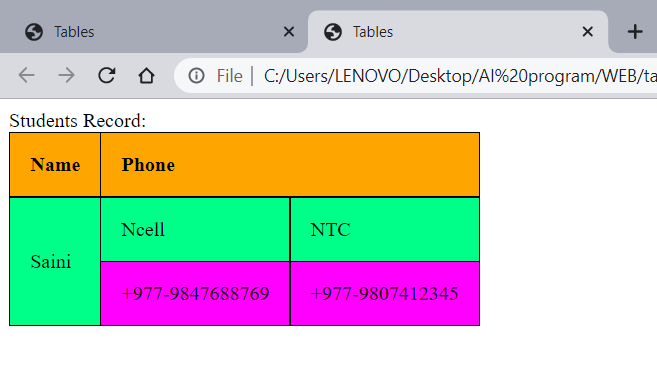 Tables
Tables
File
C:/Users/LENOVO/Desktop/AI%20program/WEB/ta
Students Record:
Name Phone
Ncell NTC
Saini
+977-9847688769 +977-9807412345